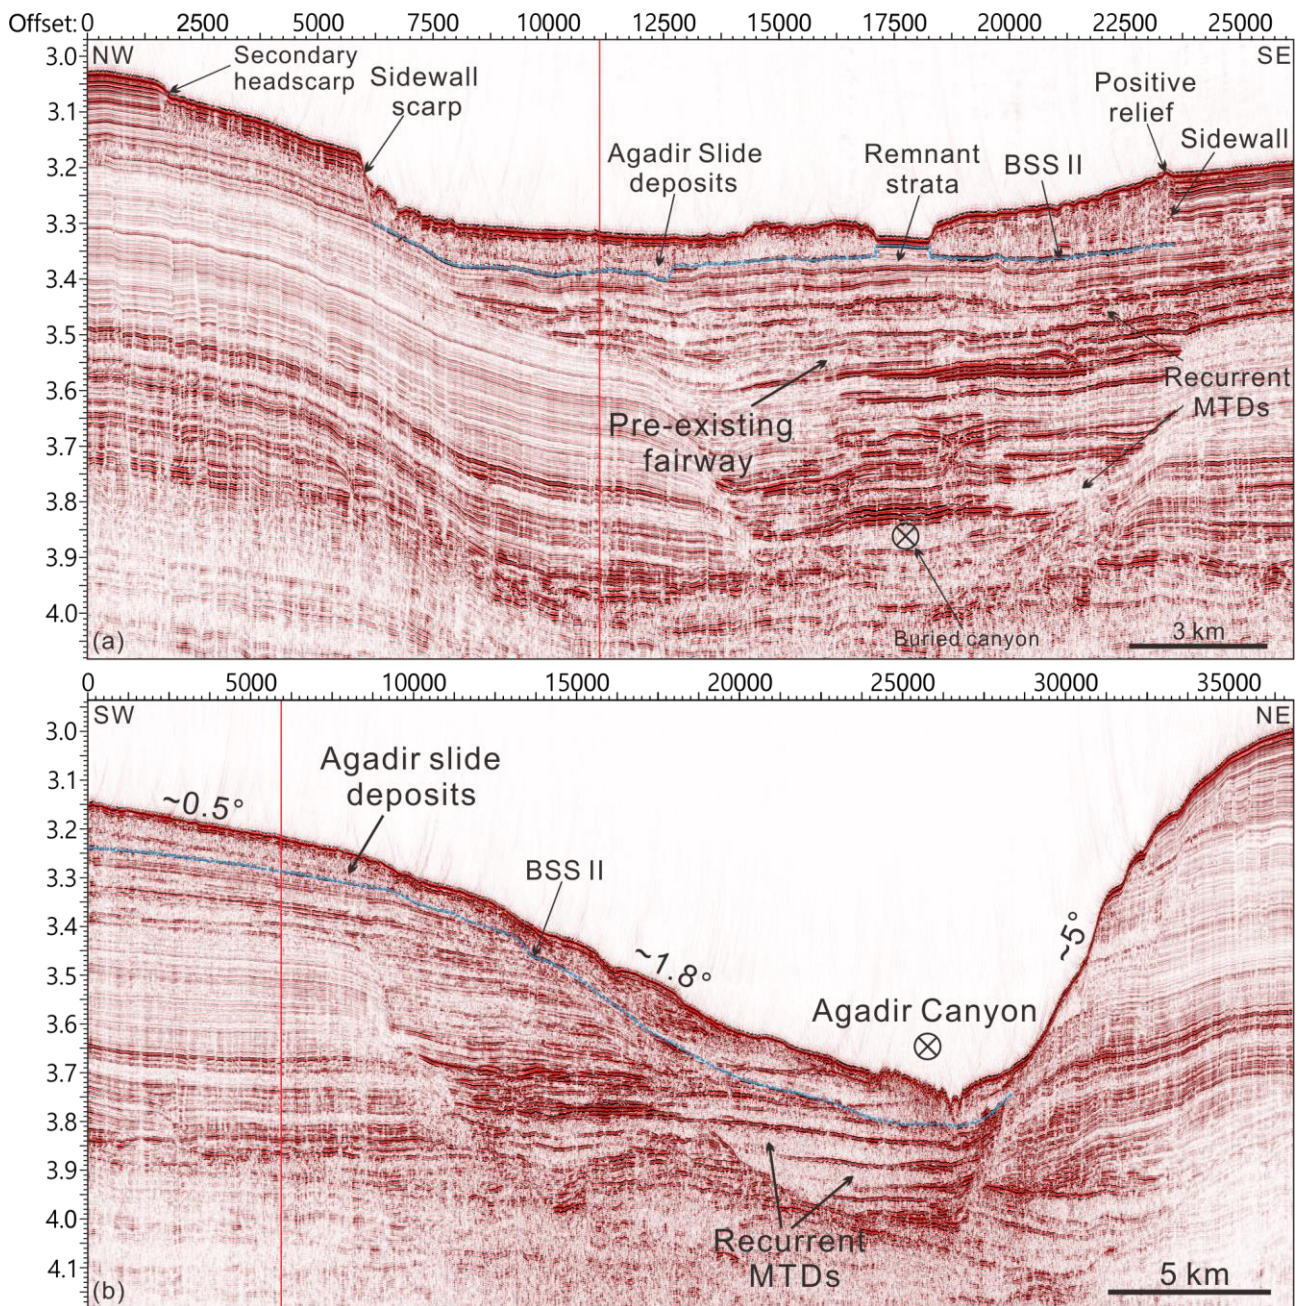 Offset: 0 2500 5000 7500 10000 12500 15000 17500 20000 22500 25000
NW
SE
3.0
3.1
3.2
3.3
3.4
3.5
3.6
3.7
3.8
3.9
4.0
Secondary
headscarp
Sidewall
scarp
Agadir Slide
deposits
Remnant
strata
BSS II
Positive
relief
Sidewall
Pre-existing
fairway
Recurrent
MTDs
Buried canyon
3 km
(a)
0 5000 10000 15000 20000 25000 30000 35000
SW
NE
3.0
3.1
3.2
3.3
3.4
3.5
3.6
3.7
3.8
3.9
4.0
4.1
~0.5°
Agadir slide
deposits
BSS II
~1.8°
Agadir Canyon
~5°
Recurrent
MTDs
5 km
(b)